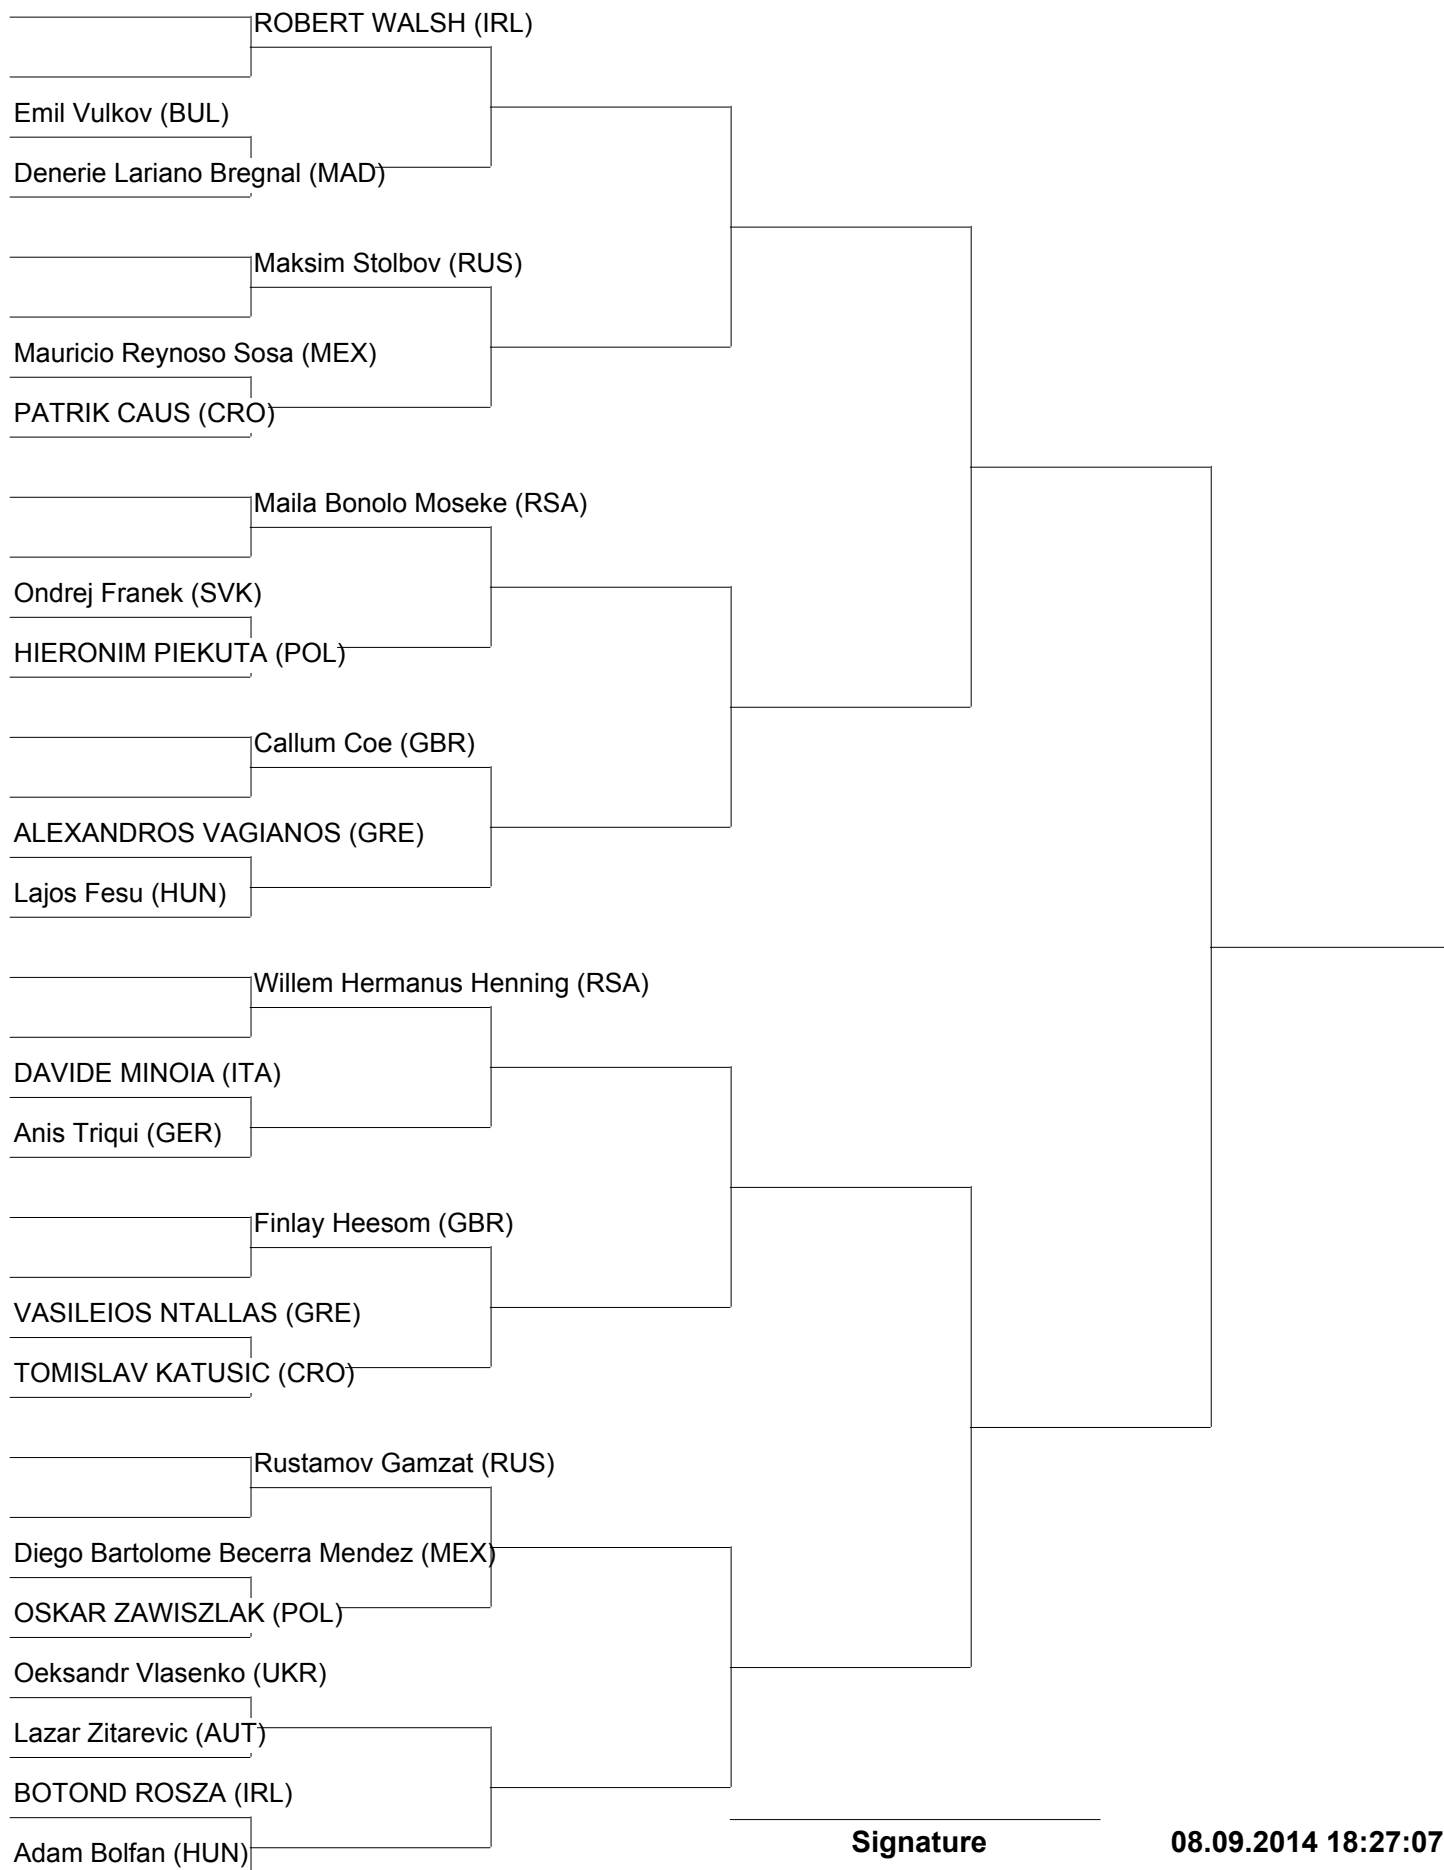 ROBERT WALSH (IRL)
Emil Vulkov (BUL)
Denerie Lariano Bregnal (MAD)
Maksim Stolbov (RUS)
Mauricio Reynoso Sosa (MEX)
PATRIK CAUS (CRO)
Maila Bonolo Moseke (RSA)
Ondrej Franek (SVK)
HIERONIM PIEKUTA (POL)
Callum Coe (GBR)
ALEXANDROS VAGIANOS (GRE)
Lajos Fesu (HUN)
Willem Hermanus Henning (RSA)
DAVIDE MINOIA (ITA)
Anis Triqui (GER)
Finlay Heesom (GBR)
VASILEIOS NTALLAS (GRE)
TOMISLAV KATUSIC (CRO)
Rustamov Gamzat (RUS)
Diego Bartolome Becerra Mendez (MEX)
OSKAR ZAWISZLAK (POL)
Oeksandr Vlasenko (UKR)
Lazar Zitarevic (AUT)
BOTOND ROSZA (IRL)
Adam Bolfan (HUN)
Signature
08.09.2014 18:27:07